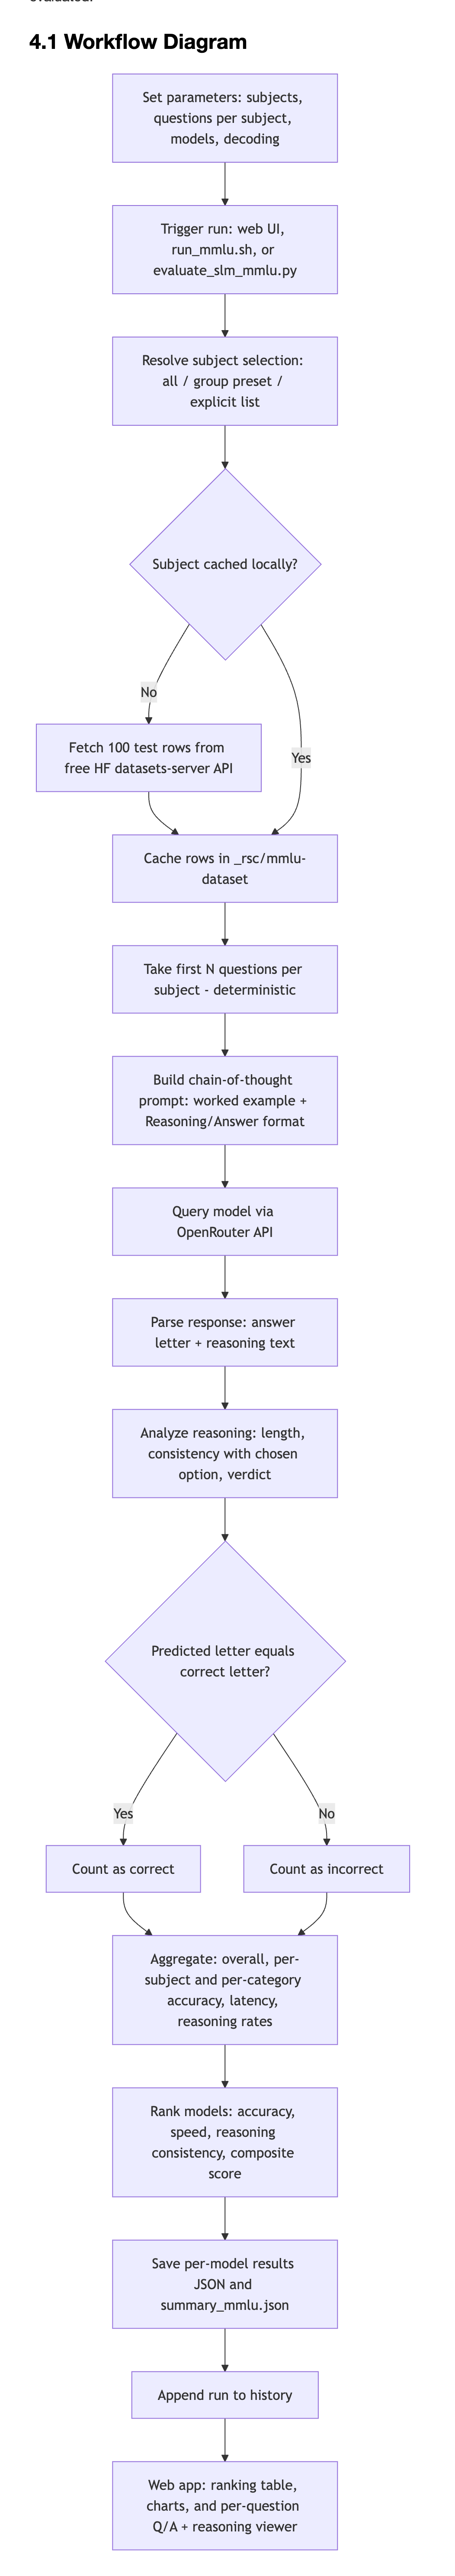 4.1 Workflow Diagram
Set parameters: subjects,
questions per subject,
models, decoding
Trigger run: web UI,
run_mmlu.sh, or
evaluate_slm_mmlu.py
Resolve subject selection:
all / group preset /
explicit list
Subject cached locally?
No
Fetch 100 test rows from
free HF datasets-server API
Yes
Cache rows in _rsc/mmlu-
dataset
Take first N questions per
subject - deterministic
Build chain-of-thought
prompt: worked example +
Reasoning/Answer format
Query model via
OpenRouter API
Parse response: answer
letter + reasoning text
Analyze reasoning: length,
consistency with chosen
option, verdict
Predicted letter equals
correct letter?
Yes
No
Count as correct
Count as incorrect
Aggregate: overall, per-
subject and per-category
accuracy, latency,
reasoning rates
Rank models: accuracy,
speed, reasoning
consistency, composite
score
Save per-model results
JSON and
summary_mmlu.json
Append run to history
Web app: ranking table,
charts, and per-question
Q/A + reasoning viewer